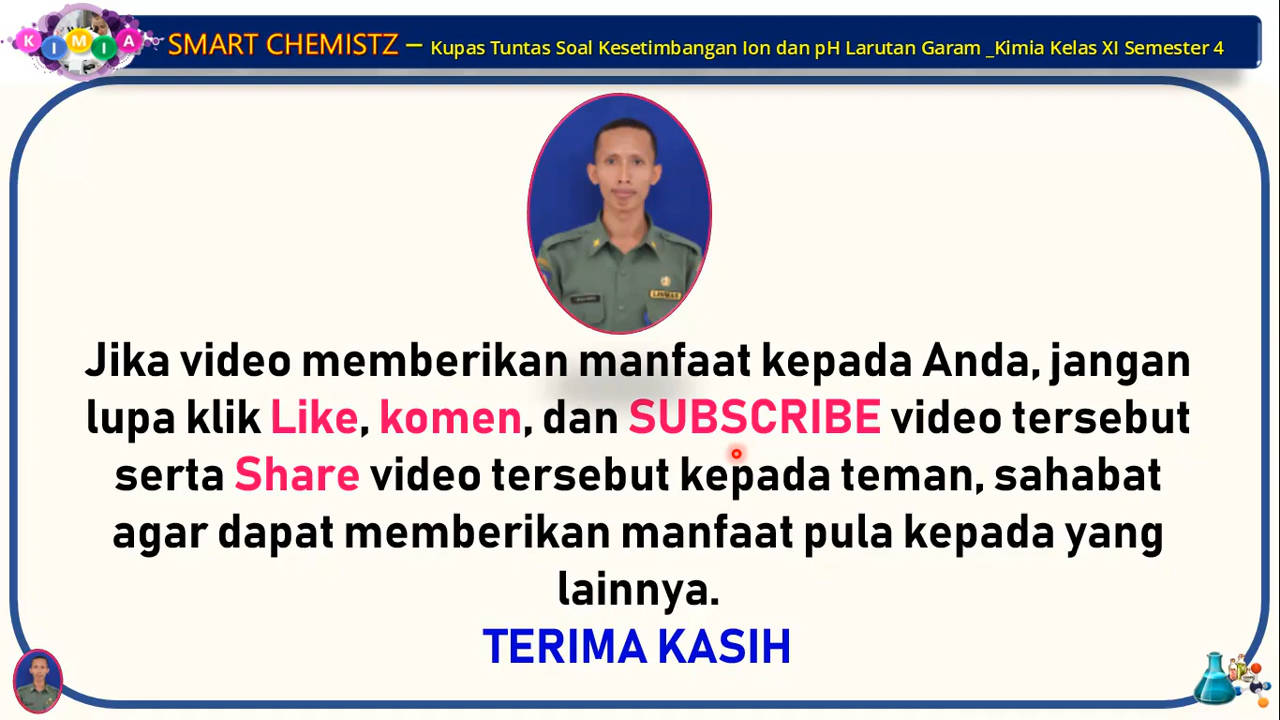 KIMIA
SMART CHEMISTZ – Kupas Tuntas Soal Kesetimbangan Ion dan pH Larutan Garam _Kimia Kelas XI Semester 4
LINMAS
Jika video memberikan manfaat kepada Anda, jangan
lupa klik Like, komen, dan SUBSCRIBE video tersebut
serta Share video tersebut kepada teman, sahabat
agar dapat memberikan manfaat pula kepada yang
lainnya.
TERIMA KASIH